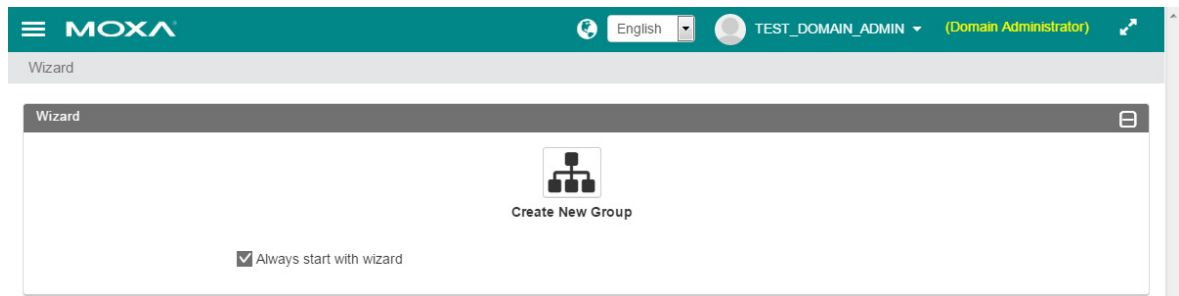 MOXA English TEST_DOMAIN_ADMIN (Domain Administrator)
Wizard
Wizard
Create New Group
Always start with wizard